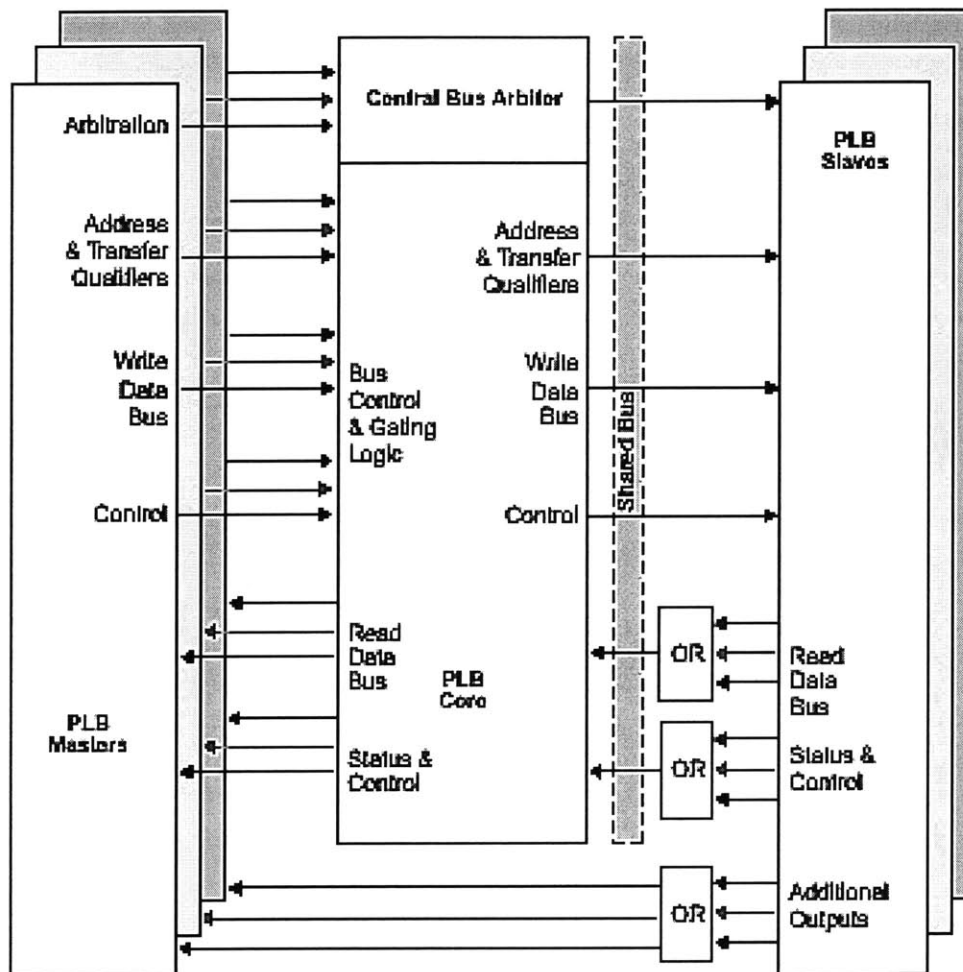 Arbitration
Address
& Transfer
Qualifiers
Write
Data
Bus
Control
PLB
Masters
Central Bus Arbitor
Address
& Transfer
Qualifiers
Bus
Control
& Gating
Logic
Write
Data
Bus
Control
Read
Data
Bus
PLB
Core
Status &
Control
Shared Bus
PLB
Slaves
OR
Read
Data
Bus
OR
Status &
Control
OR
Additional
Outputs